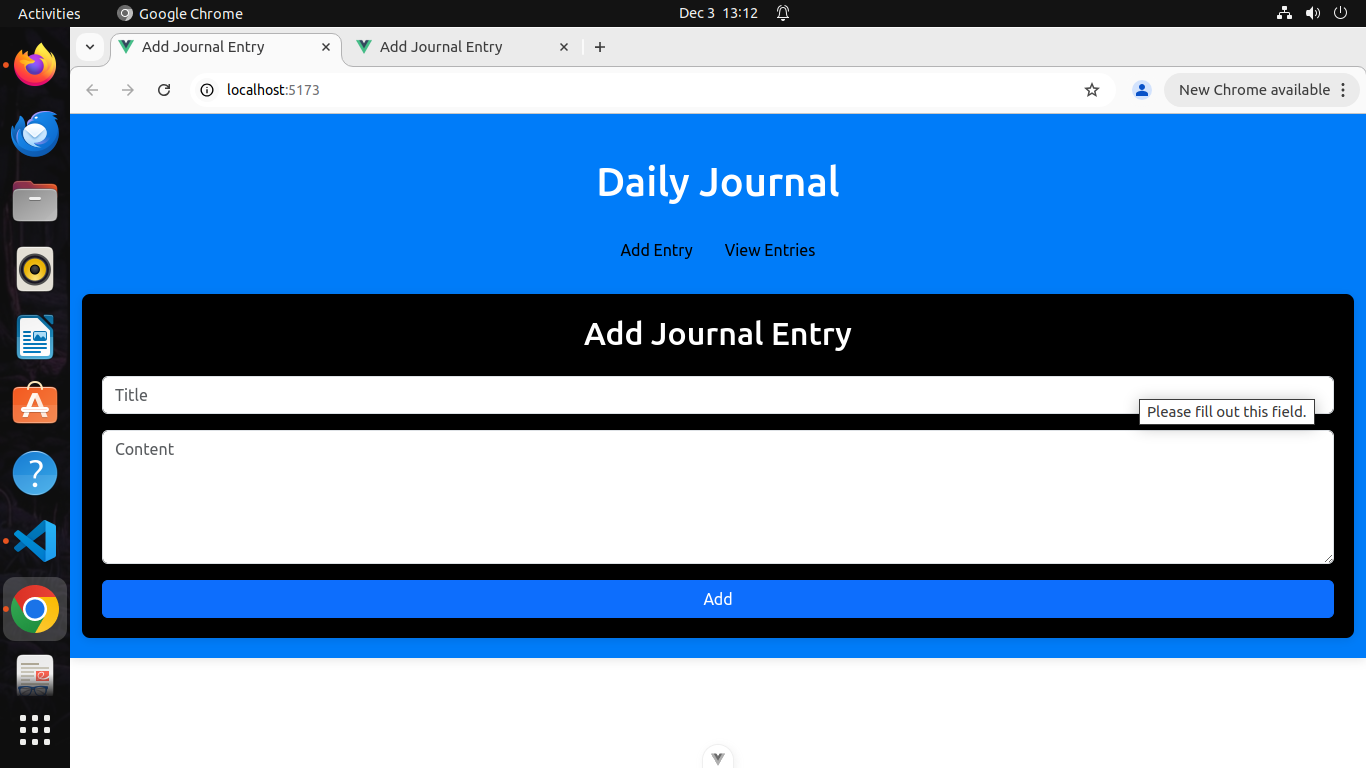 Activities Google Chrome Dec 3 13:12
Add Journal Entry Add Journal Entry
localhost:5173 New Chrome available
Daily Journal
Add Entry View Entries
Add Journal Entry
Title
Please fill out this field.
Content
Add